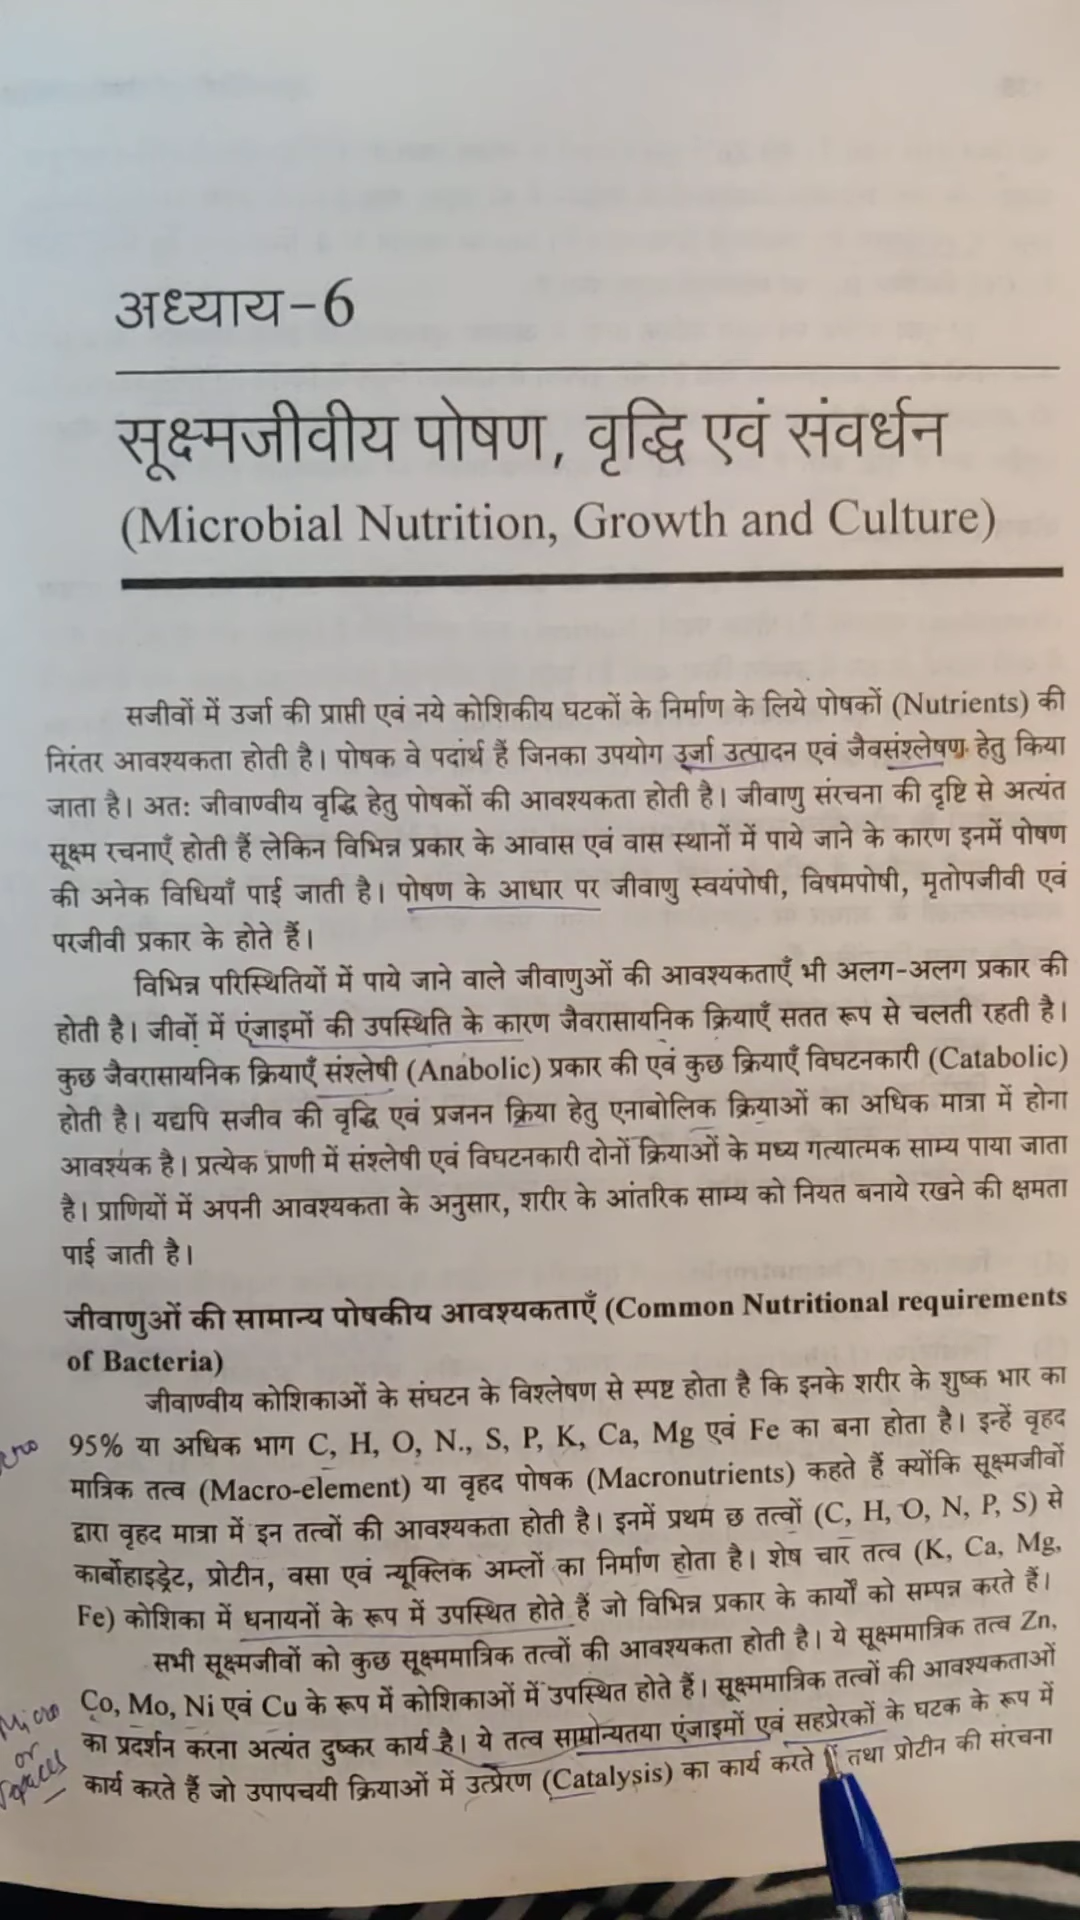 अध्याय-6
सूक्ष्मजीवीय पोषण, वृद्धि एवं संवर्धन
(Microbial Nutrition, Growth and Culture)
सजीवों में उर्जा की प्राप्ती एवं नये कोशिकीय घटकों के निर्माण के लिये पोषकों (Nutrients) की
निरंतर आवश्यकता होती है। पोषक वे पदार्थ हैं जिनका उपयोग उर्जा उत्पादन एवं जैवसंश्लेषण हेतु किया
जाता है। अतः जीवाण्वीय वृद्धि हेतु पोषकों की आवश्यकता होती है। जीवाणु संरचना की दृष्टि से अत्यंत
सूक्ष्म रचनाएँ होती हैं लेकिन विभिन्न प्रकार के आवास एवं वास स्थानों में पाये जाने के कारण इनमें पोषण
की अनेक विधियाँ पाई जाती है। पोषण के आधार पर जीवाणु स्वयंपोषी, विषमपोषी, मृतोपजीवी एवं
परजीवी प्रकार के होते हैं।
विभिन्न परिस्थितियों में पाये जाने वाले जीवाणुओं की आवश्यकताएँ भी अलग-अलग प्रकार की
होती है। जीवों में एंजाइमों की उपस्थिति के कारण जैवरासायनिक क्रियाएँ सतत रूप से चलती रहती है।
कुछ जैवरासायनिक क्रियाएँ संश्लेषी (Anabolic) प्रकार की एवं कुछ क्रियाएँ विघटनकारी (Catabolic)
होती है। यद्यपि सजीव की वृद्धि एवं प्रजनन क्रिया हेतु एनाबोलिक क्रियाओं का अधिक मात्रा में होना
आवश्यक है। प्रत्येक प्राणी में संश्लेषी एवं विघटनकारी दोनों क्रियाओं के मध्य गत्यात्मक साम्य पाया जाता
है। प्राणियों में अपनी आवश्यकता के अनुसार, शरीर के आंतरिक साम्य को नियत बनाये रखने की क्षमता
पाई जाती है।
जीवाणुओं की सामान्य पोषकीय आवश्यकताएँ (Common Nutritional requirements
of Bacteria)
जीवाण्वीय कोशिकाओं के संघटन के विश्लेषण से स्पष्ट होता है कि इनके शरीर के शुष्क भार का
95% या अधिक भाग C, H, O, N., S, P, K, Ca, Mg एवं Fe का बना होता है। इन्हें वृहद
मात्रिक तत्व (Macro-element) या वृहद पोषक (Macronutrients) कहते हैं क्योंकि सूक्ष्मजीवों
द्वारा वृहद मात्रा में इन तत्वों की आवश्यकता होती है। इनमें प्रथम छ तत्वों (C, H, O, N, P, S) से
कार्बोहाइड्रेट, प्रोटीन, वसा एवं न्यूक्लिक अम्लों का निर्माण होता है। शेष चार तत्व (K, Ca, Mg,
Fe) कोशिका में धनायनों के रूप में उपस्थित होते हैं जो विभिन्न प्रकार के कार्यों को सम्पन्न करते हैं।
सभी सूक्ष्मजीवों को कुछ सूक्ष्ममात्रिक तत्वों की आवश्यकता होती है। ये सूक्ष्ममात्रिक तत्व Zn,
Co, Mo, Ni एवं Cu के रूप में कोशिकाओं में उपस्थित होते हैं। सूक्ष्ममात्रिक तत्वों की आवश्यकताओं
का प्रदर्शन करना अत्यंत दुष्कर कार्य है। ये तत्व सामान्यतया एंजाइमों एवं सहप्रेरकों के घटक के रूप में
कार्य करते हैं जो उपापचयी क्रियाओं में उत्प्रेरण (Catalysis) का कार्य करते तथा प्रोटीन की संरचना
Micro
or